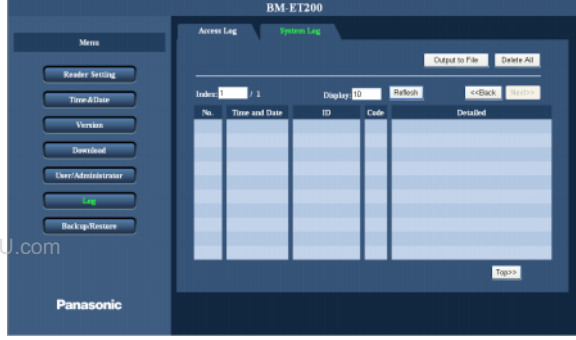 BM-ET200
Menu
Reader Setting
Time&Date
Version
Download
User/Administrator
Log
Backup/Restore
U.com
Panasonic
Access Log System Log
Output to File Delete All
Index: 1 / 1 Display: 10 Reflesh <<Back Next>>
No. Time and Date ID Code Detailed
Top>>